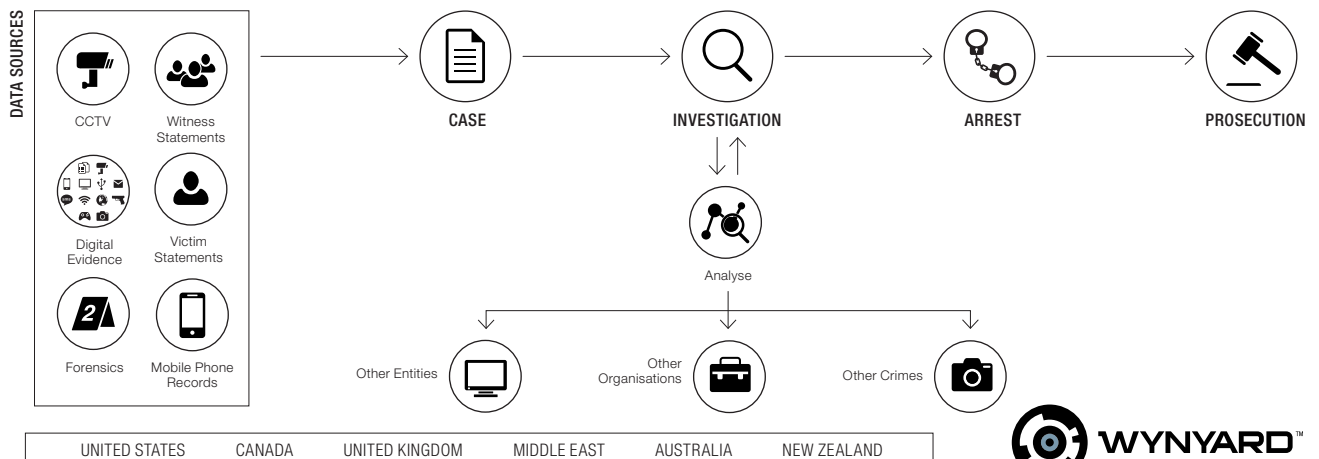 DATA SOURCES
CCTV
Witness
Statements
Digital
Evidence
Victim
Statements
Forensics
2
Mobile Phone
Records
CASE
INVESTIGATION
ARREST
PROSECUTION
Analyse
Other Entities
Other
Organisations
Other Crimes
UNITED STATES CANADA UNITED KINGDOM MIDDLE EAST AUSTRALIA NEW ZEALAND
WYNYARD™